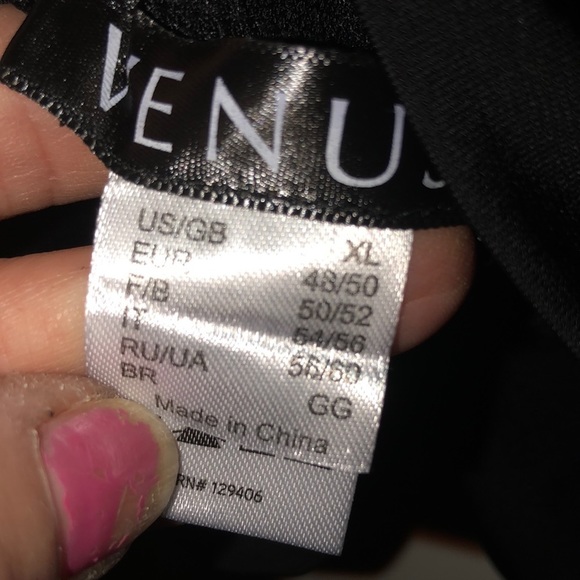 VENUS
US/GB XL
EUR 48/50
F/B 50/52
IT 54/56
RU/UA 56/60
BR GG
Made in China
RN# 129406